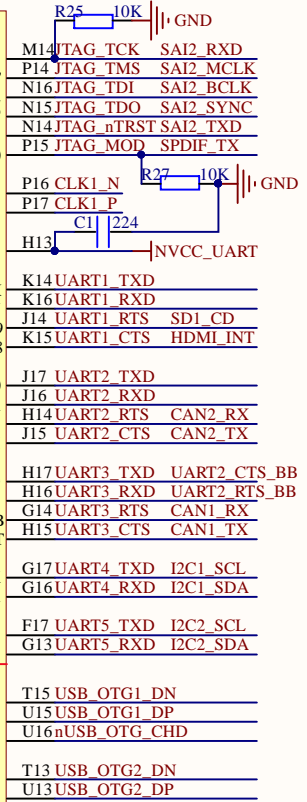 R25 10K
GND
M14 JTAG_TCK SAI2_RXD
P14 JTAG_TMS SAI2_MCLK
N16 JTAG_TDI SAI2_BCLK
N15 JTAG_TDO SAI2_SYNC
N14 JTAG_nTRST SAI2_TXD
P15 JTAG_MOD SPDIF_TX
R27 10K
GND
P16 CLK1_N
P17 CLK1_P
C1 224
H13
NVCC_UART
K14 UART1_TXD
K16 UART1_RXD
J14 UART1_RTS SD1_CD
K15 UART1_CTS HDMI_INT
J17 UART2_TXD
J16 UART2_RXD
H14 UART2_RTS CAN2_RX
J15 UART2_CTS CAN2_TX
H17 UART3_TXD UART2_CTS_BB
H16 UART3_RXD UART2_RTS_BB
G14 UART3_RTS CAN1_RX
H15 UART3_CTS CAN1_TX
G17 UART4_TXD I2C1_SCL
G16 UART4_RXD I2C1_SDA
F17 UART5_TXD I2C2_SCL
G13 UART5_RXD I2C2_SDA
T15 USB_OTG1_DN
U15 USB_OTG1_DP
U16 nUSB_OTG_CHD
T13 USB_OTG2_DN
U13 USB_OTG2_DP